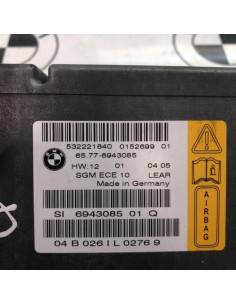 532221840 0152699 01
65.77-6943085
HW:12 01 04 05
SGM ECE 10 LEAR
Made in Germany
SI 6943085 01 Q
04 B 026 I L 0276 9
AIRBAG